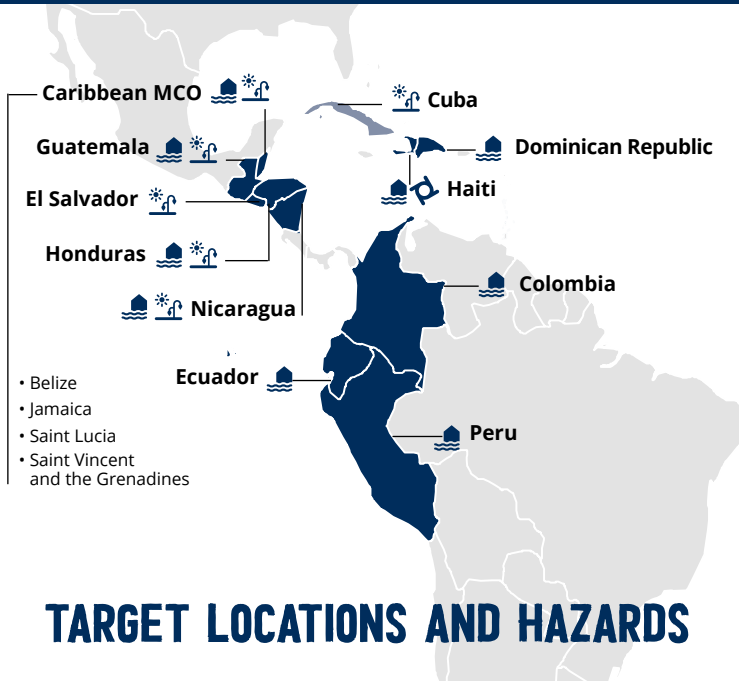 Caribbean MCO
Cuba
Guatemala
Dominican Republic
El Salvador
Haiti
Honduras
Colombia
Nicaragua
Ecuador
• Belize
• Jamaica
• Saint Lucia
• Saint Vincent
and the Grenadines
Peru
TARGET LOCATIONS AND HAZARDS